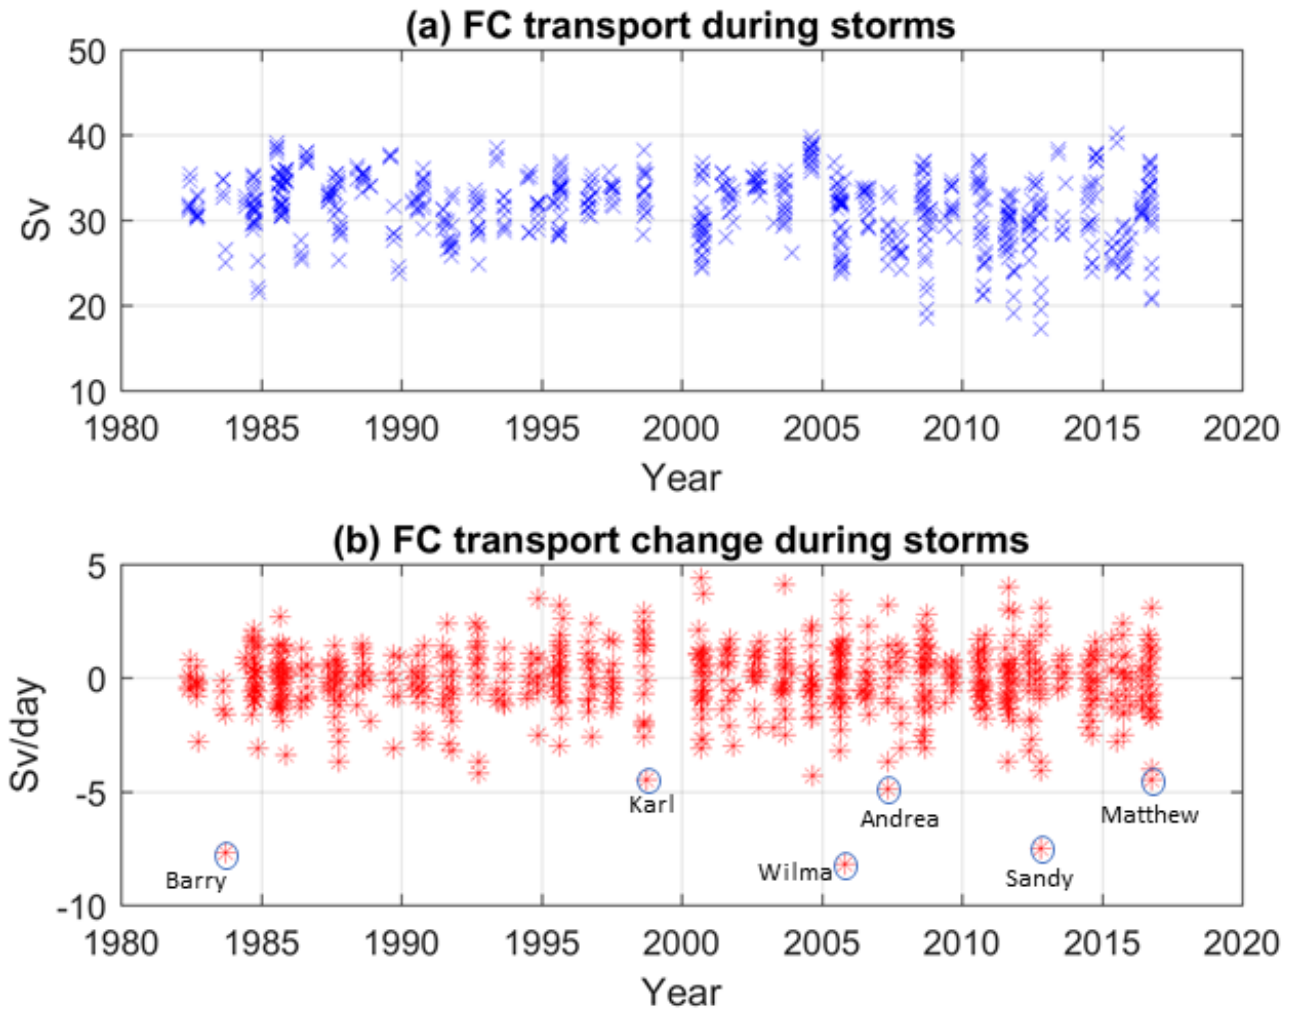 (a) FC transport during storms
50
40
30
20
10
Sv
1980 1985 1990 1995 2000 2005 2010 2015 2020
Year
(b) FC transport change during storms
5
0
-5
-10
Sv/day
Karl
Andrea
Matthew
Barry
Wilma
Sandy
1980 1985 1990 1995 2000 2005 2010 2015 2020
Year